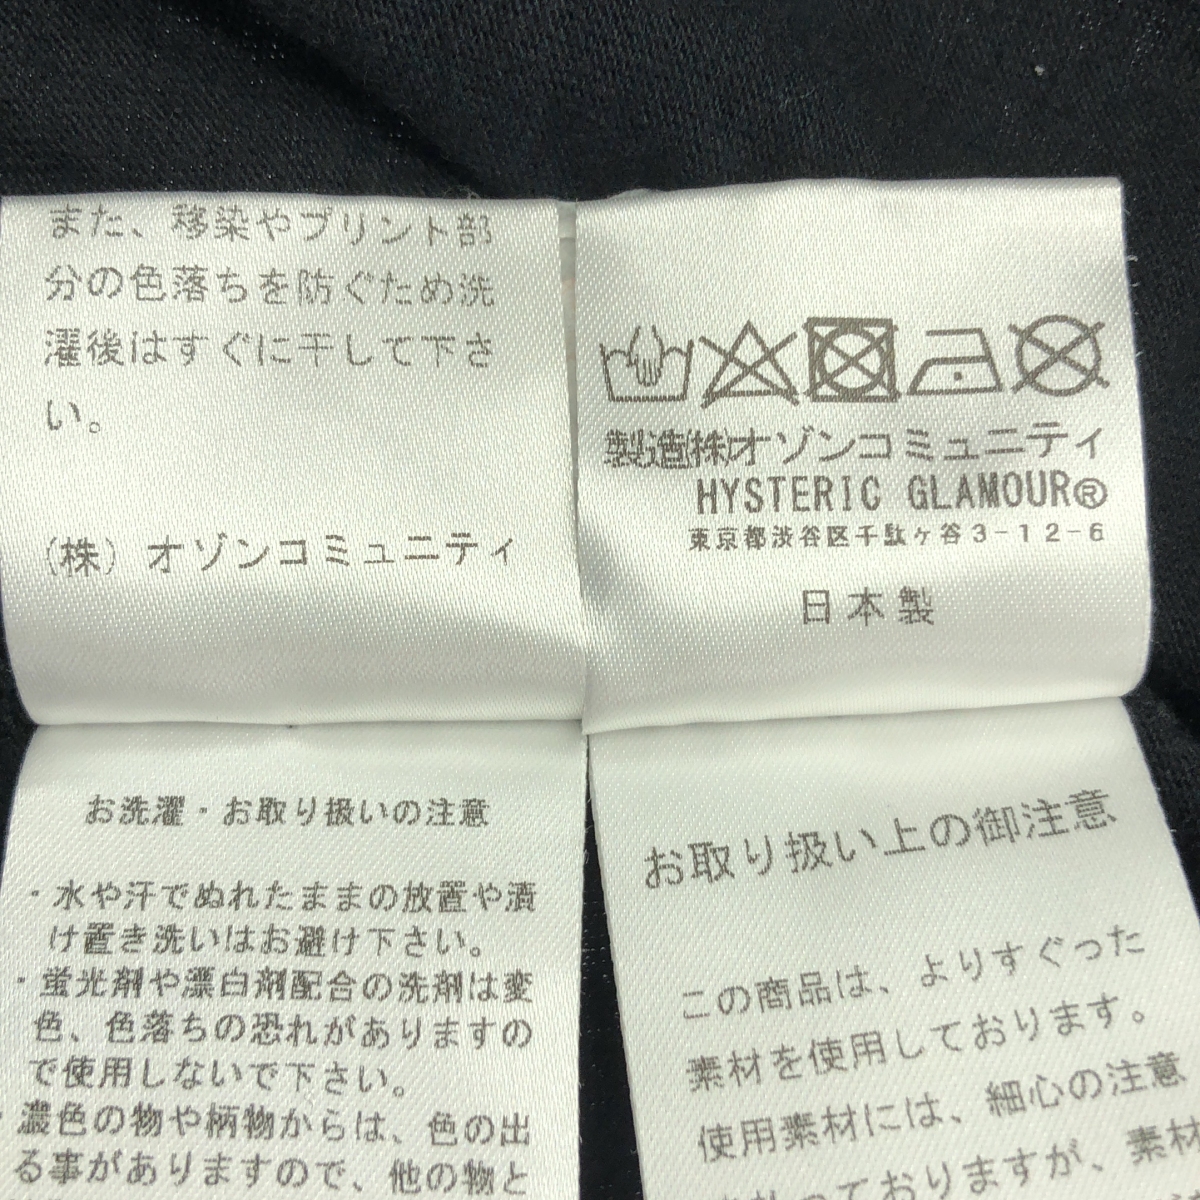 また、移染やプリント部
分の色落ちを防ぐため洗
濯後はすぐに干して下さ
い。
(株) オゾンコミュニティ
製造(株)オゾンコミュニティ
HYSTERIC GLAMOUR®
東京都渋谷区千駄ヶ谷3-12-6
日本製
お洗濯・お取り扱いの注意
・水や汗でぬれたままの放置や漬
け置き洗いはお避け下さい。
・蛍光剤や漂白剤配合の洗剤は変
色、色落ちの恐れがありますの
で使用しないで下さい。
・濃色の物や柄物からは、色の出
る事がありますので、他の物と
お取り扱い上の御注意
この商品は、よりすぐった
素材を使用しております。
使用素材には、細心の注意
ておりますが、素材